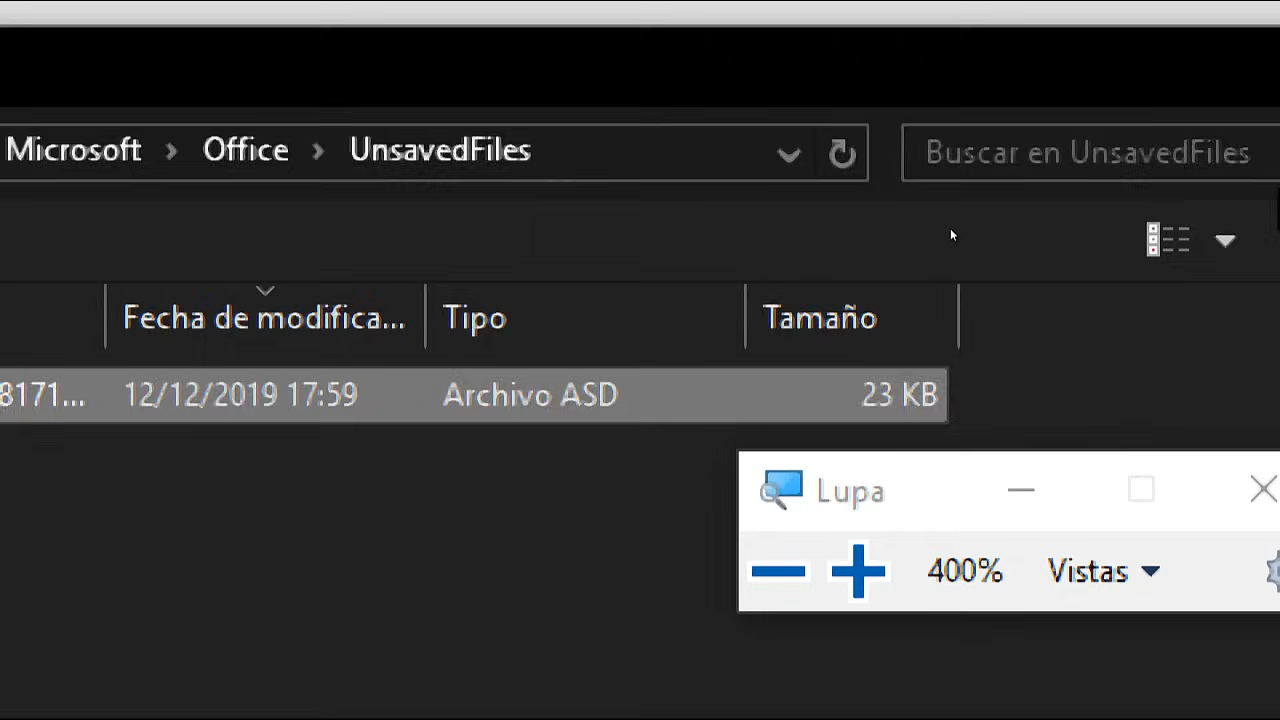 Microsoft > Office > UnsavedFiles
Buscar en UnsavedFiles
Fecha de modifica... Tipo Tamaño
8171... 12/12/2019 17:59 Archivo ASD 23 KB
Lupa
400% Vistas